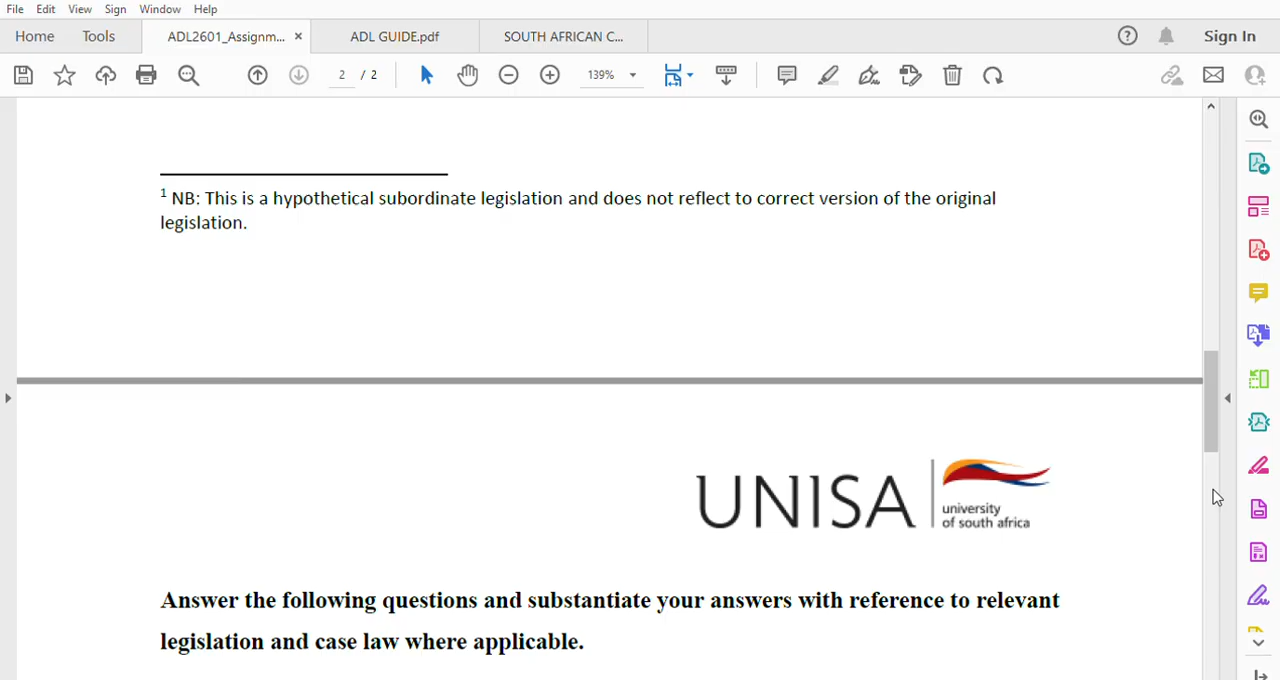 File Edit View Sign Window Help
Home Tools ADL2601_Assignm... × ADL GUIDE.pdf SOUTH AFRICAN C... Sign In
2 / 2 139%
1 NB: This is a hypothetical subordinate legislation and does not reflect to correct version of the original
legislation.
UNISA
university
of south africa
Answer the following questions and substantiate your answers with reference to relevant
legislation and case law where applicable.